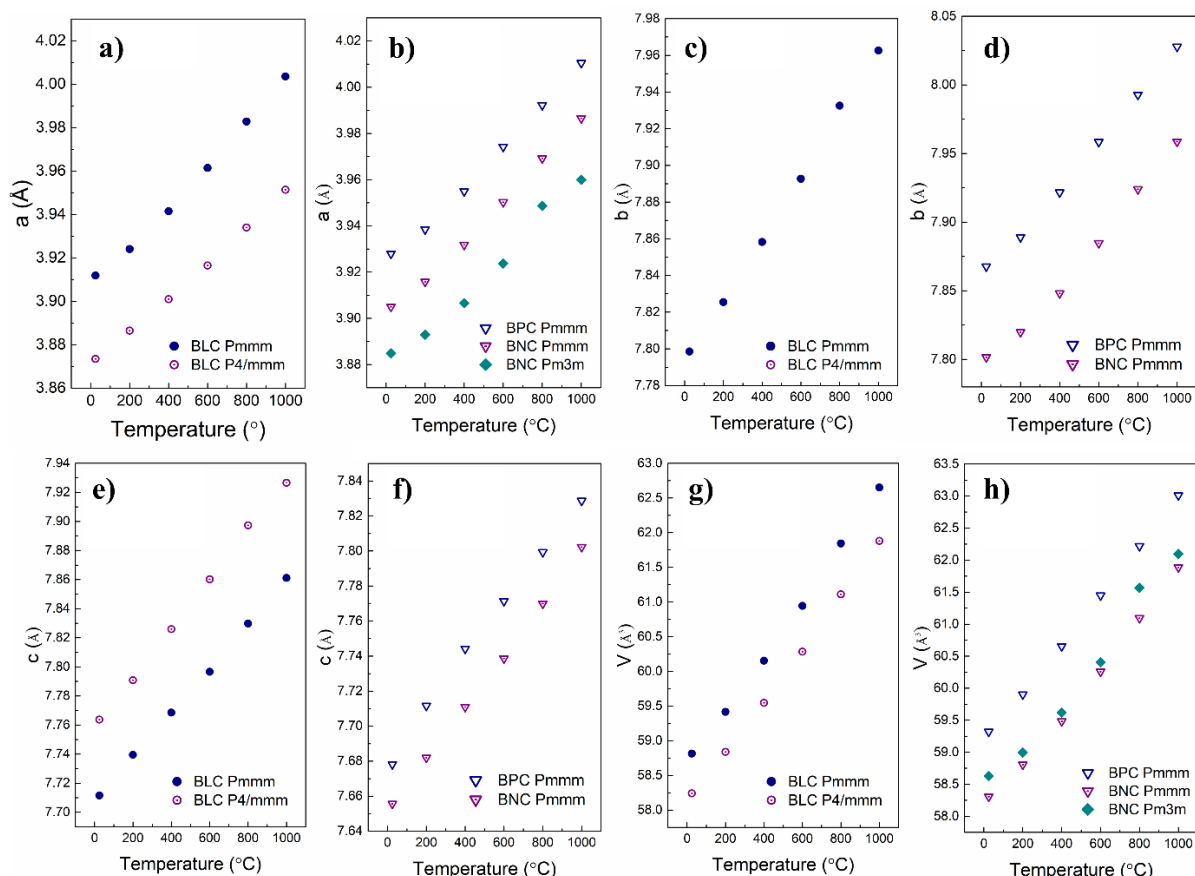 a)
4.02
4.00
3.98
3.96
3.94
3.92
3.90
3.88
3.86
a (Å)
BLC Pmmm
BLC P4/mmm
0 200 400 600 800 1000
Temperature (°)
b)
4.02
4.00
3.98
3.96
3.94
3.92
3.90
3.88
a (Å)
BPC Pmmm
BNC Pmmm
BNC Pm3m
0 200 400 600 800 1000
Temperature (°C)
c)
7.98
7.96
7.94
7.92
7.90
7.88
7.86
7.84
7.82
7.80
7.78
b (Å)
BLC Pmmm
BLC P4/mmm
0 200 400 600 800 1000
Temperature (°C)
d)
8.05
8.00
7.95
7.90
7.85
7.80
b (Å)
BPC Pmmm
BNC Pmmm
0 200 400 600 800 1000
Temperature (°C)
e)
7.94
7.92
7.90
7.88
7.86
7.84
7.82
7.80
7.78
7.76
7.74
7.72
7.70
c (Å)
BLC Pmmm
BLC P4/mmm
0 200 400 600 800 1000
Temperature (°C)
f)
7.84
7.82
7.80
7.78
7.76
7.74
7.72
7.70
7.68
7.66
7.64
c (Å)
BPC Pmmm
BNC Pmmm
0 200 400 600 800 1000
Temperature (°C)
g)
63.0
62.5
62.0
61.5
61.0
60.5
60.0
59.5
59.0
58.5
58.0
V (Å³)
BLC Pmmm
BLC P4/mmm
0 200 400 600 800 1000
Temperature (°C)
h)
63.5
63.0
62.5
62.0
61.5
61.0
60.5
60.0
59.5
59.0
58.5
58.0
V (Å³)
BPC Pmmm
BNC Pmmm
BNC Pm3m
0 200 400 600 800 1000
Temperature (°C)